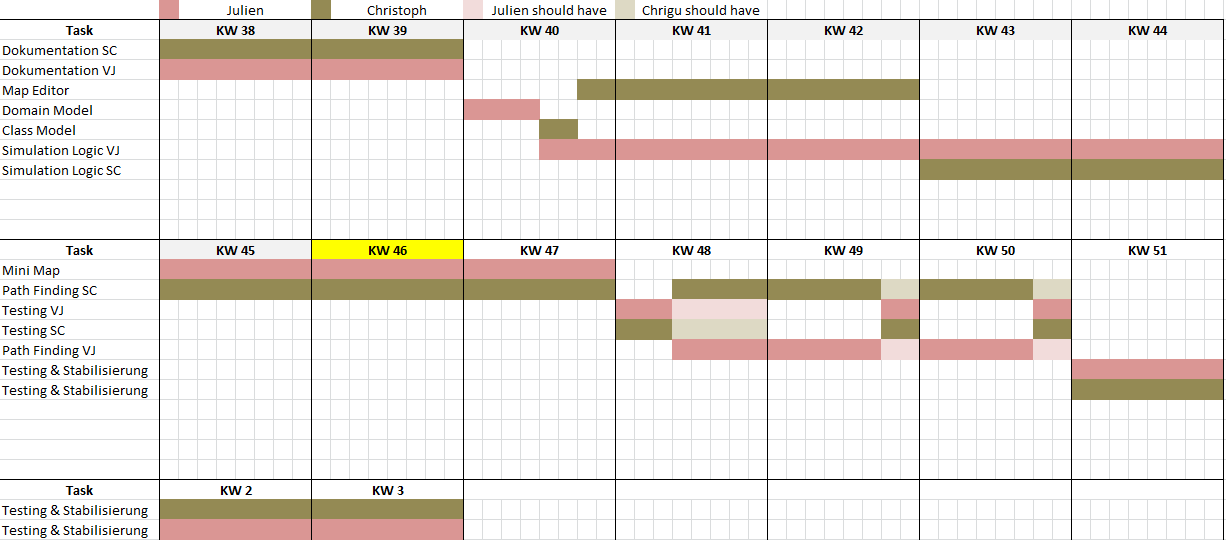 Julien Christoph Julien should have Chrigu should have
Task KW 38 KW 39 KW 40 KW 41 KW 42 KW 43 KW 44
Dokumentation SC
Dokumentation VJ
Map Editor
Domain Model
Class Model
Simulation Logic VJ
Simulation Logic SC
Task KW 45 KW 46 KW 47 KW 48 KW 49 KW 50 KW 51
Mini Map
Path Finding SC
Testing VJ
Testing SC
Path Finding VJ
Testing & Stabilisierung
Testing & Stabilisierung
Task KW 2 KW 3
Testing & Stabilisierung
Testing & Stabilisierung